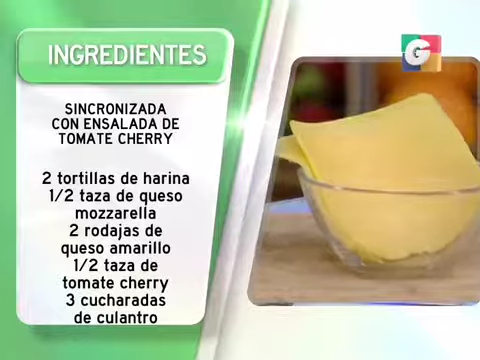 INGREDIENTES
G
SINCRONIZADA
CON ENSALADA DE
TOMATE CHERRY
2 tortillas de harina
1/2 taza de queso
mozzarella
2 rodajas de
queso amarillo
1/2 taza de
tomate cherry
3 cucharadas
de culantro